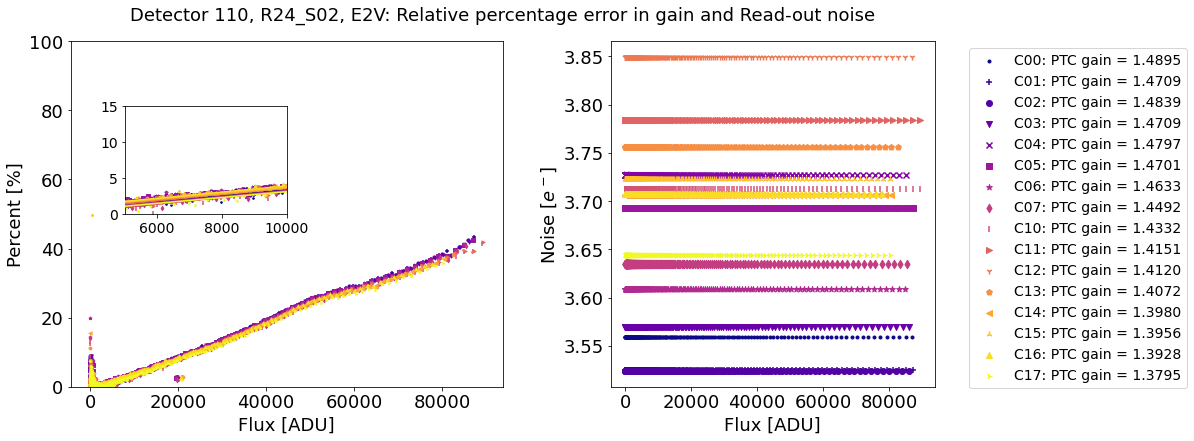 Detector 110, R24_S02, E2V: Relative percentage error in gain and Read-out noise
100
80
60
40
20
0
Percent [%]
0 20000 40000 60000 80000
Flux [ADU]
15
10
5
0
6000 8000 10000
3.85
3.80
3.75
3.70
3.65
3.60
3.55
Noise [e⁻]
0 20000 40000 60000 80000
Flux [ADU]
C00: PTC gain = 1.4895
C01: PTC gain = 1.4709
C02: PTC gain = 1.4839
C03: PTC gain = 1.4709
C04: PTC gain = 1.4797
C05: PTC gain = 1.4701
C06: PTC gain = 1.4633
C07: PTC gain = 1.4492
C10: PTC gain = 1.4332
C11: PTC gain = 1.4151
C12: PTC gain = 1.4120
C13: PTC gain = 1.4072
C14: PTC gain = 1.3980
C15: PTC gain = 1.3956
C16: PTC gain = 1.3928
C17: PTC gain = 1.3795